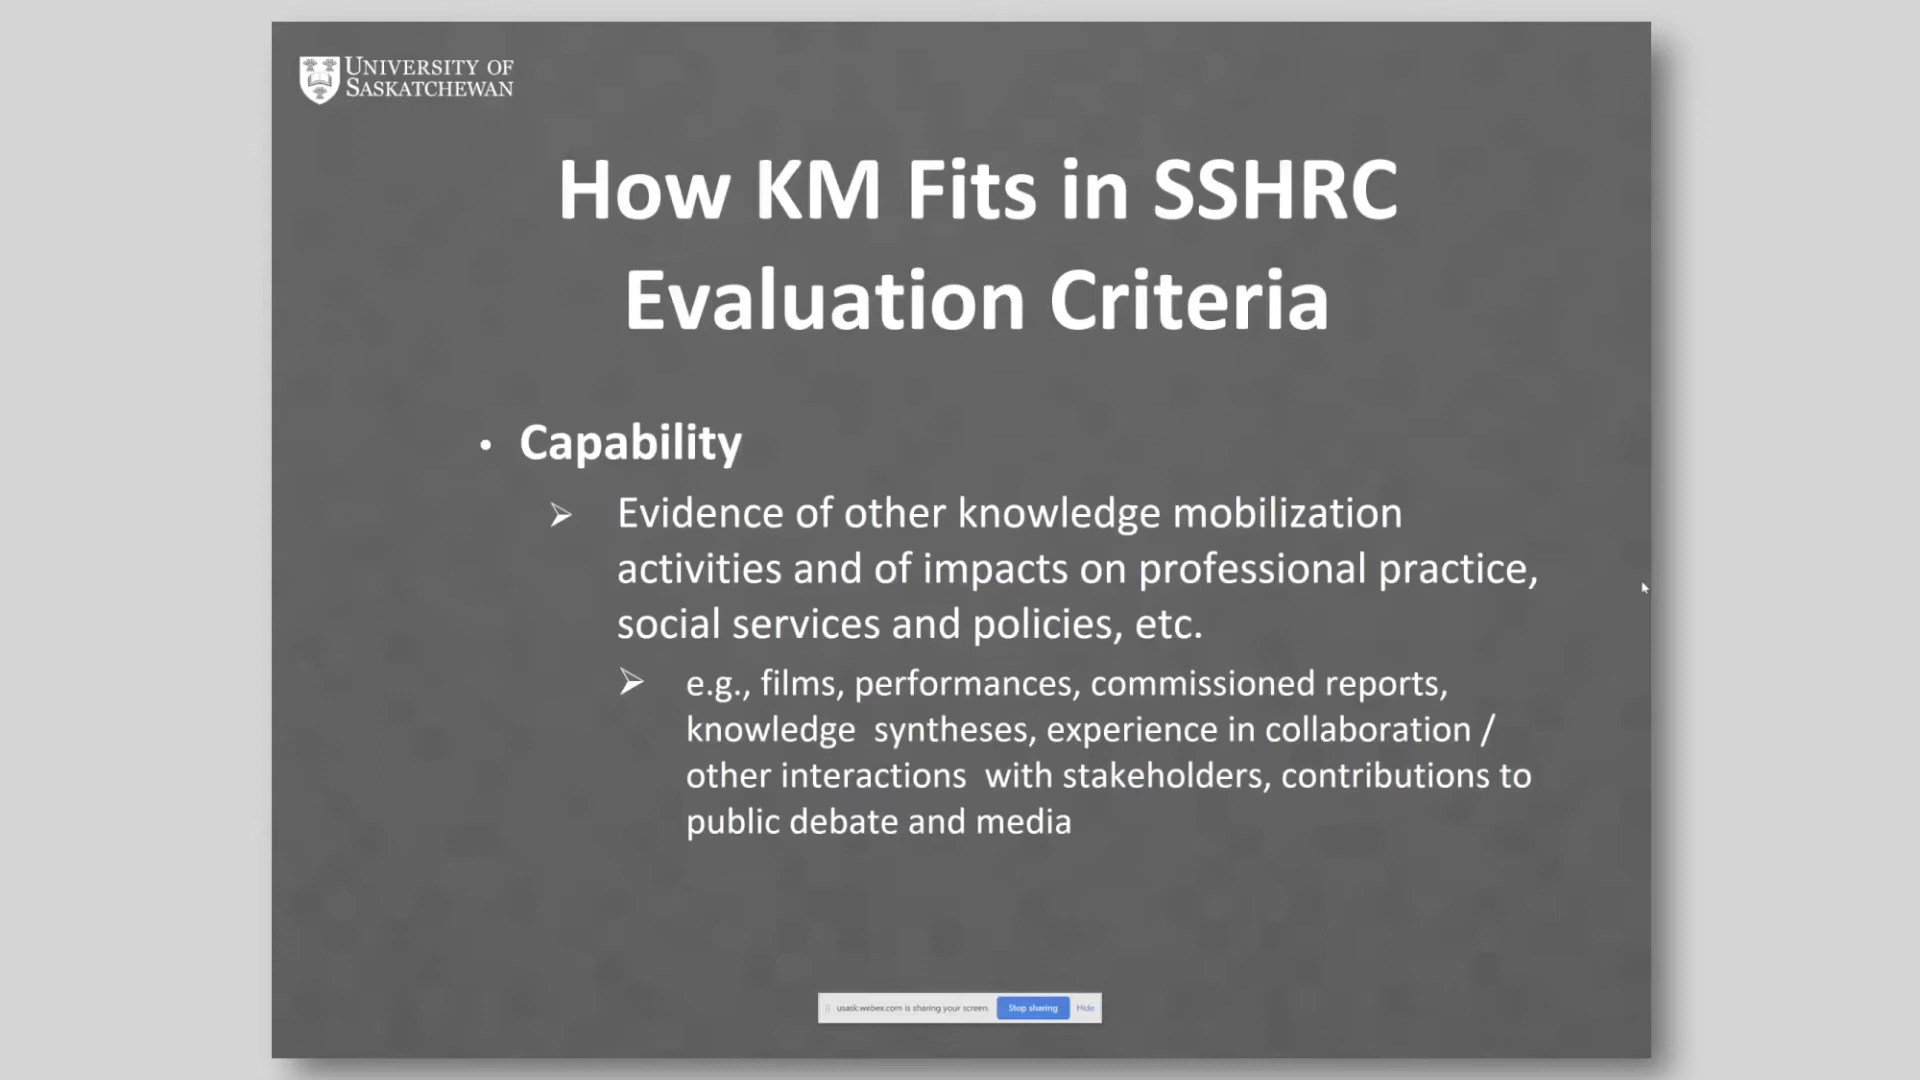 UNIVERSITY OF
SASKATCHEWAN
How KM Fits in SSHRC
Evaluation Criteria
• Capability
➢ Evidence of other knowledge mobilization
activities and of impacts on professional practice,
social services and policies, etc.
➢ e.g., films, performances, commissioned reports,
knowledge syntheses, experience in collaboration /
other interactions with stakeholders, contributions to
public debate and media
usask.webex.com is sharing your screen. Stop sharing Hide